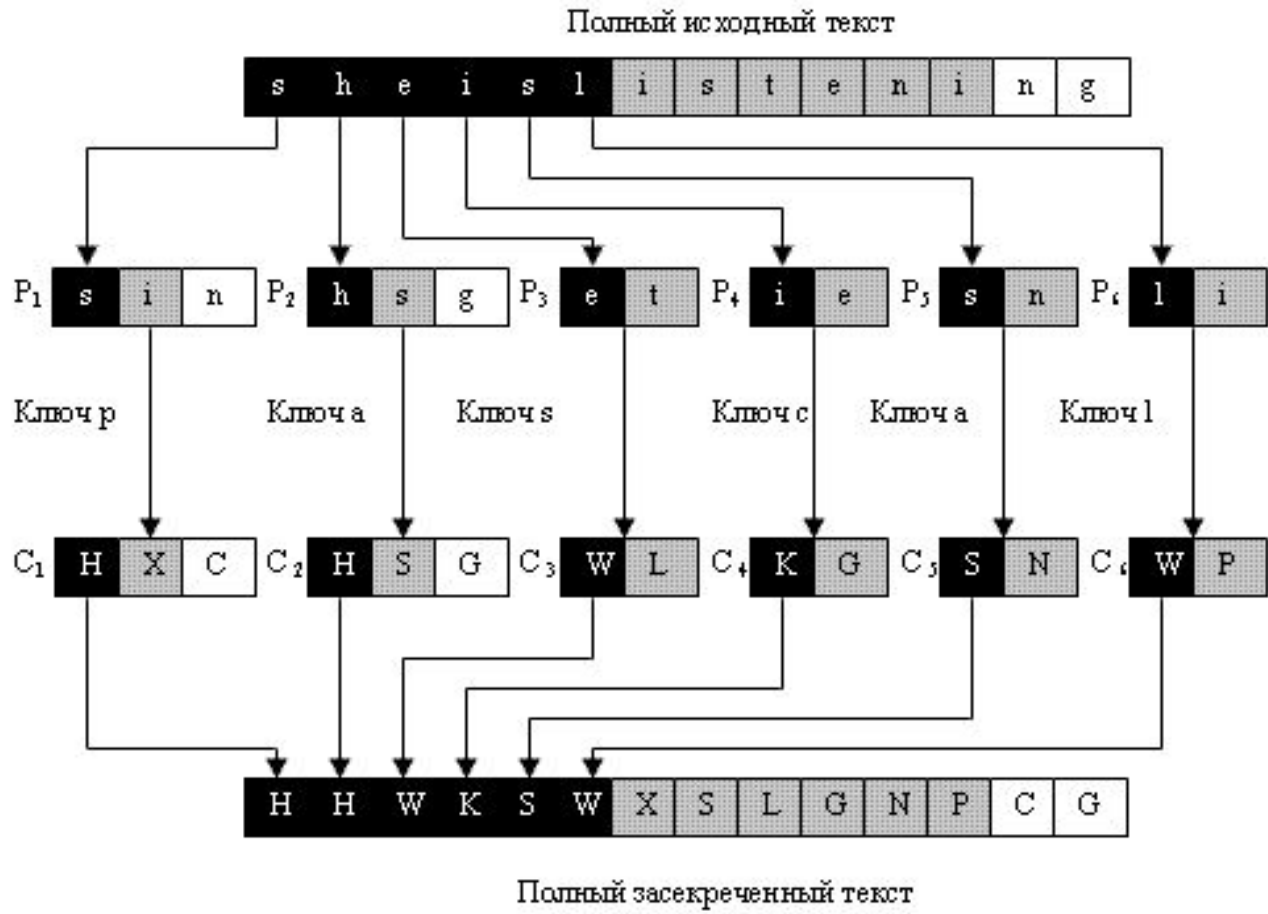 Полный исходный текст
s h e i s l i s t e n i n g
P₁ s i n P₂ h s g P₃ e t P₄ i e P₅ s n P₆ l i
Ключ p Ключ a Ключ s Ключ c Ключ a Ключ l
C₁ H X C C₂ H S G C₃ W L C₄ K G C₅ S N C₆ W P
H H W K S W X S L G N P C G
Полный засекреченный текст